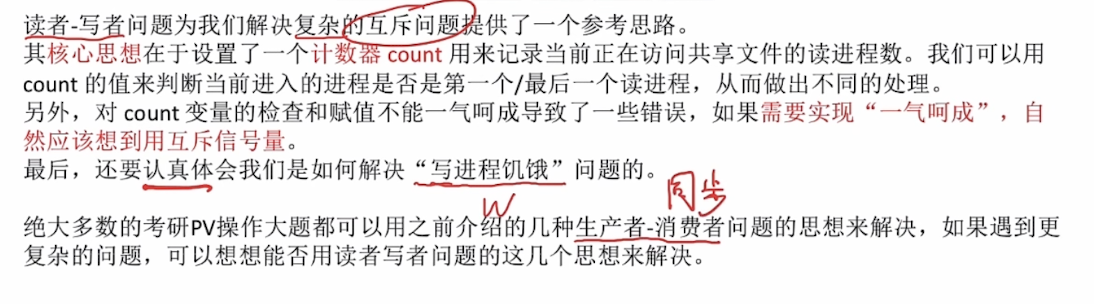 读者-写者问题为我们解决复杂的互斥问题提供了一个参考思路。
其核心思想在于设置了一个计数器 count 用来记录当前正在访问共享文件的读进程数。我们可以用
count 的值来判断当前进入的进程是否是第一个/最后一个读进程，从而做出不同的处理。
另外，对 count 变量的检查和赋值不能一气呵成导致了一些错误，如果需要实现“一气呵成”，自
然应该想到用互斥信号量。
最后，还要认真体会我们是如何解决“写进程饥饿”问题的。
W
同步
绝大多数的考研PV操作大题都可以用之前介绍的几种生产者-消费者问题的思想来解决，如果遇到更
复杂的问题，可以想想能否用读者写者问题的这几个思想来解决。